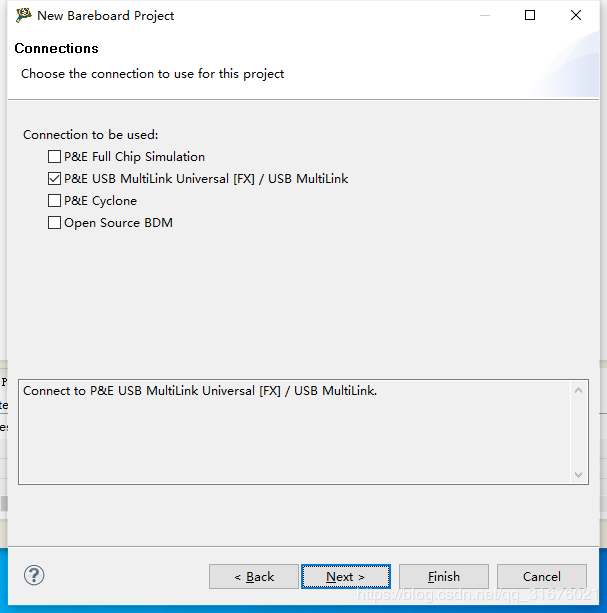 New Bareboard Project
Connections
Choose the connection to use for this project
Connection to be used:
P&E Full Chip Simulation
P&E USB MultiLink Universal [FX] / USB MultiLink
P&E Cyclone
Open Source BDM
P
te
es
Connect to P&E USB MultiLink Universal [FX] / USB MultiLink.
?
< Back
Next >
Finish
Cancel
https://blog.csdn.net/qq_31676021